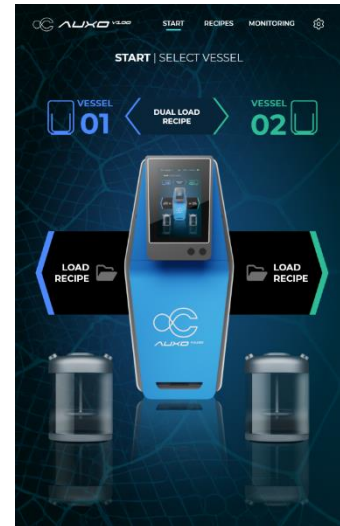 AUXO V1.00
START
RECIPES
MONITORING
START | SELECT VESSEL
VESSEL
01
DUAL LOAD
RECIPE
VESSEL
02
LOAD
RECIPE
LOAD
RECIPE
AUXO